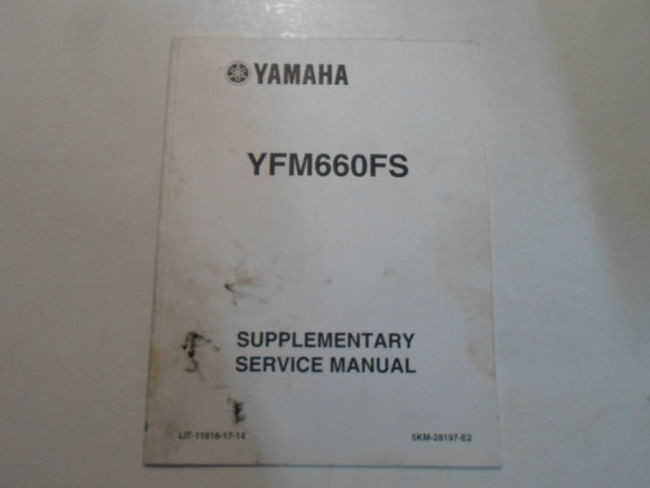 YAMAHA
YFM660FS
SUPPLEMENTARY
SERVICE MANUAL
LIT-11616-17-14
5KM-28197-E2